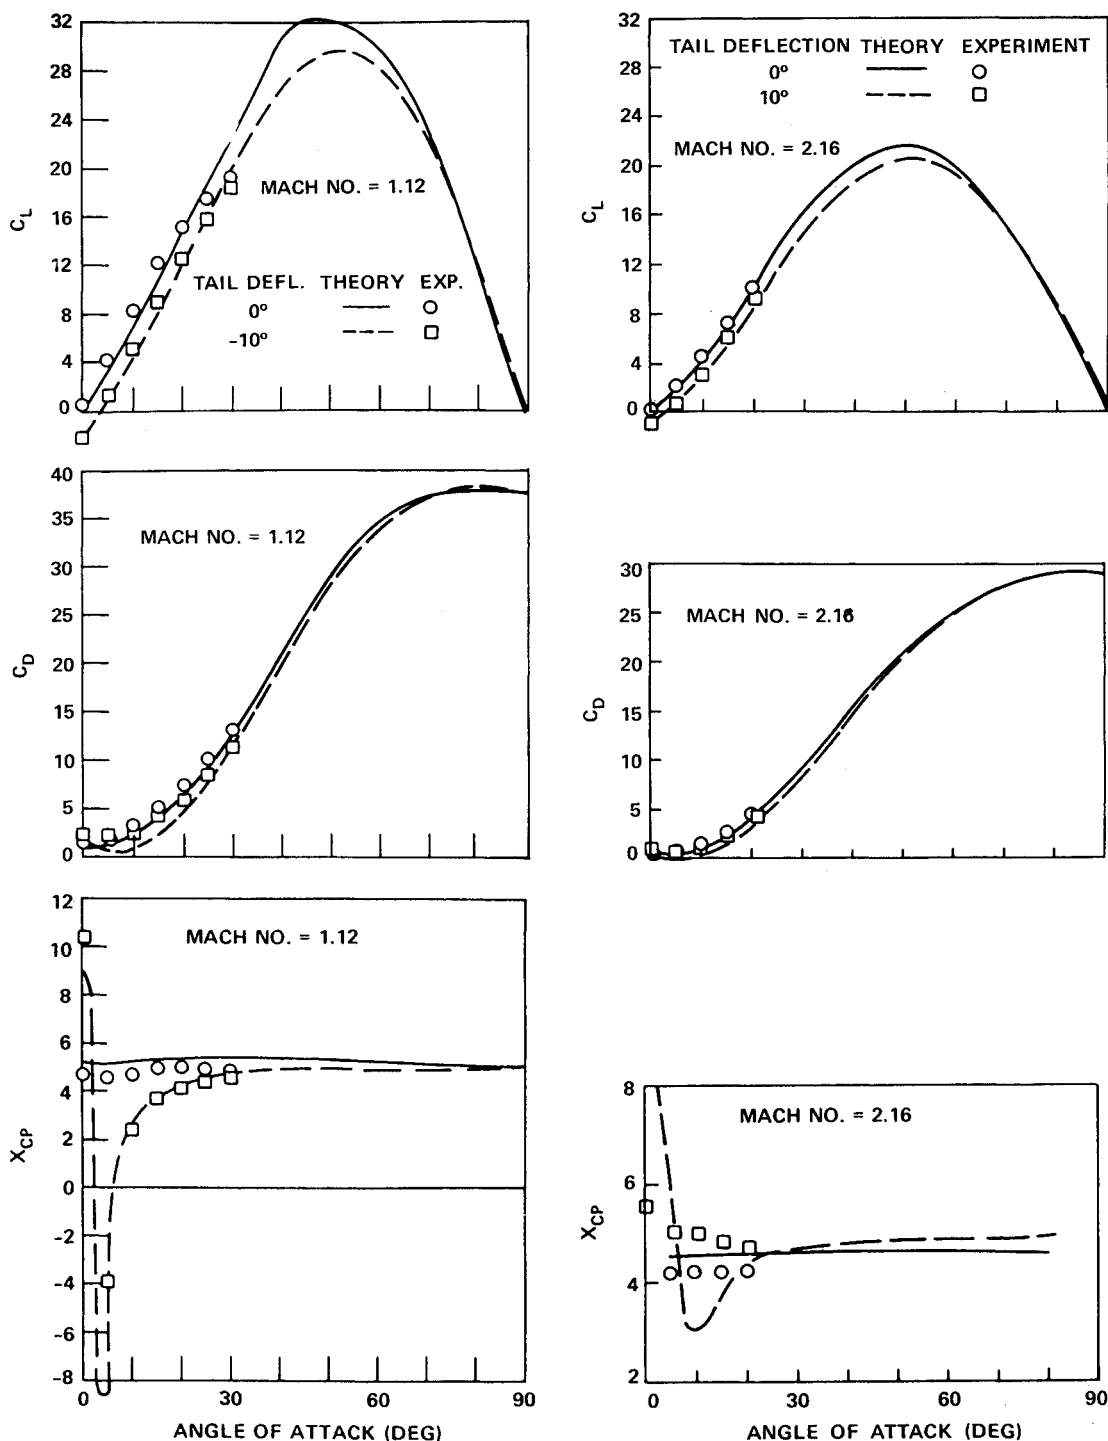 32
28
24
20
16
12
8
4
0
C_L
MACH NO. = 1.12
TAIL DEFL. THEORY EXP.
0°
-10°
32
28
24
20
16
12
8
4
0
C_L
TAIL DEFLECTION THEORY EXPERIMENT
0°
10°
MACH NO. = 2.16
40
35
30
25
20
15
10
5
0
C_D
MACH NO. = 1.12
30
25
20
15
10
5
0
C_D
MACH NO. = 2.16
12
10
8
6
4
2
0
-2
-4
-6
-8
X_CP
MACH NO. = 1.12
0 30 60 90
ANGLE OF ATTACK (DEG)
8
6
4
2
X_CP
MACH NO. = 2.16
0 30 60 90
ANGLE OF ATTACK (DEG)